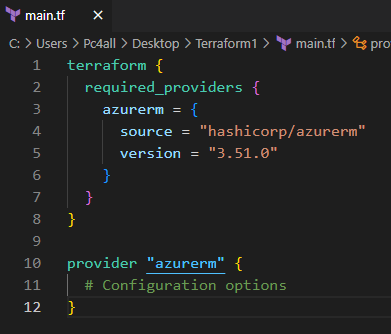 main.tf
C: > Users > Pc4all > Desktop > Terraform1 > main.tf > pro
1 terraform {
2   required_providers {
3     azurerm = {
4       source = "hashicorp/azurerm"
5       version = "3.51.0"
6     }
7   }
8 }
9
10 provider "azurerm" {
11   # Configuration options
12 }